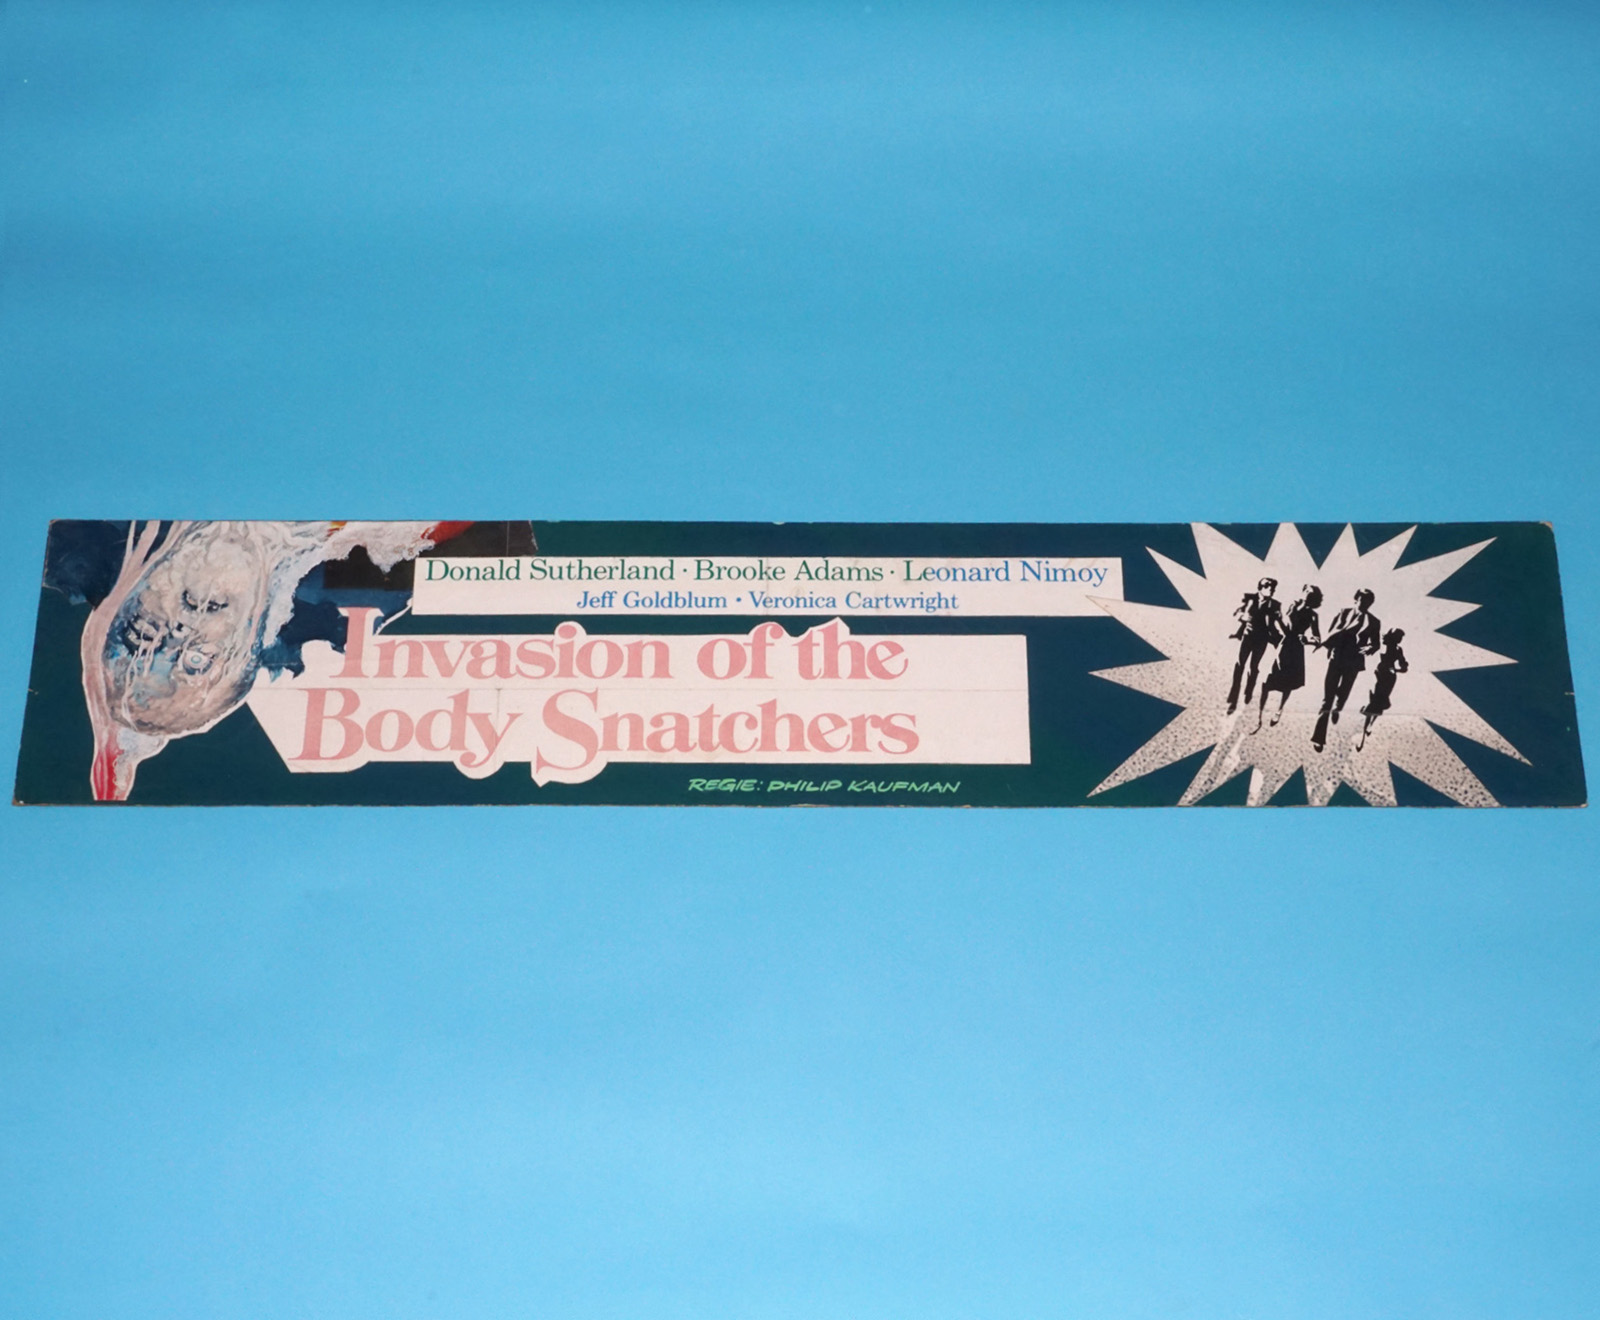 Donald Sutherland · Brooke Adams · Leonard Nimoy
Jeff Goldblum · Veronica Cartwright
Invasion of the
Body Snatchers
REGIE: PHILIP KAUFMAN